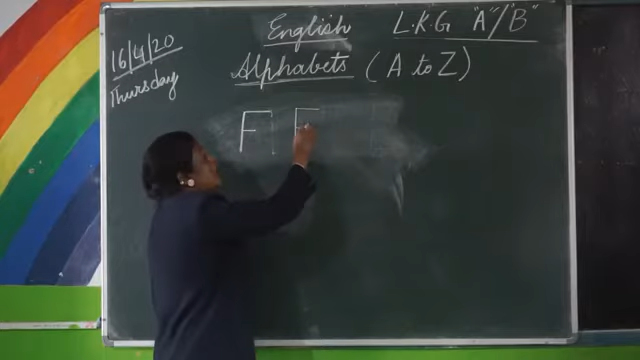 English L.K.G "A"/"B"
16/4/20
Thursday
Alphabets (A to Z)
F F